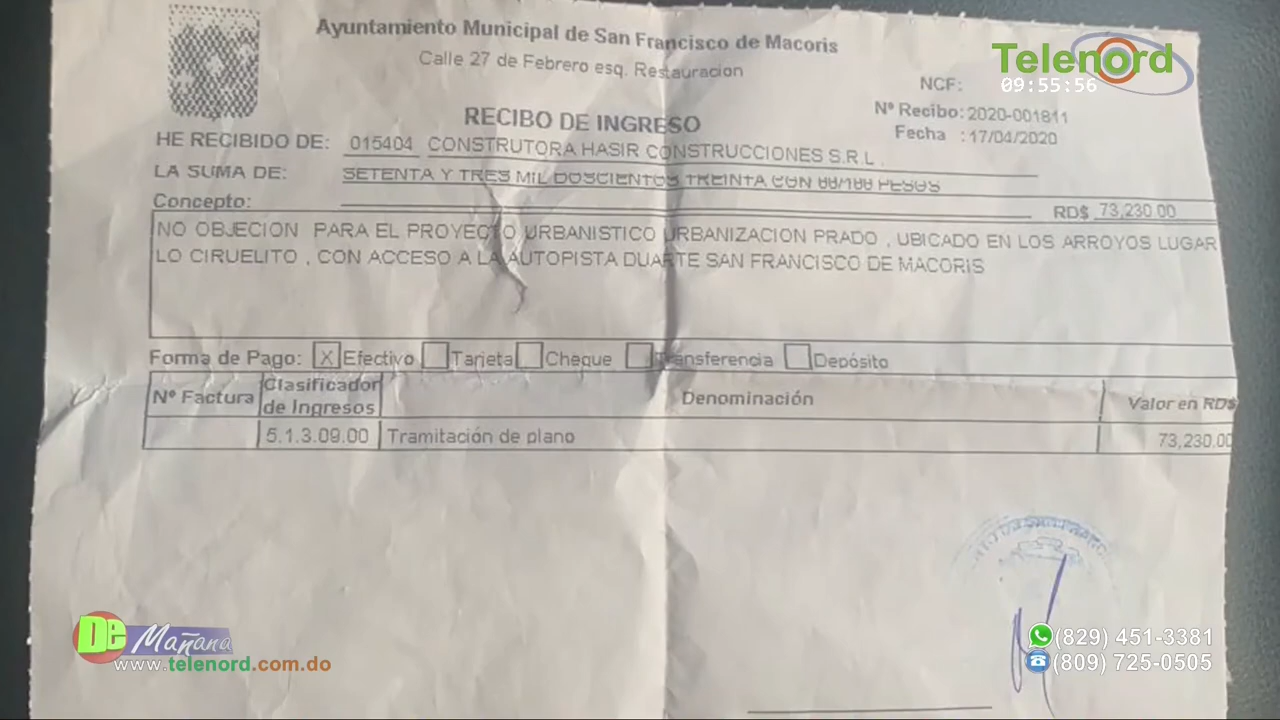 Ayuntamiento Municipal de San Francisco de Macoris
Calle 27 de Febrero esq. Restauracion
Telenord
09:55:56
NCF:
Nº Recibo: 2020-001811
Fecha : 17/04/2020
RECIBO DE INGRESO
HE RECIBIDO DE: 015404 CONSTRUTORA HASIR CONSTRUCCIONES S.R.L.
LA SUMA DE: SETENTA Y TRES MIL DOSCIENTOS TREINTA CON 00/100 PESOS
Concepto: RD$ 73,230.00
NO OBJECION PARA EL PROYECTO URBANISTICO URBANIZACION PRADO , UBICADO EN LOS ARROYOS LUGAR
LO CIRUELITO , CON ACCESO A LA AUTOPISTA DUARTE SAN FRANCISCO DE MACORIS
Forma de Pago: X Efectivo Tarjeta Cheque Transferencia Depósito
Nº Factura Clasificador de Ingresos Denominación Valor en RD$
5.1.3.09.00 Tramitación de plano 73,230.00
De Mañana
www.telenord.com.do
(829) 451-3381
(809) 725-0505